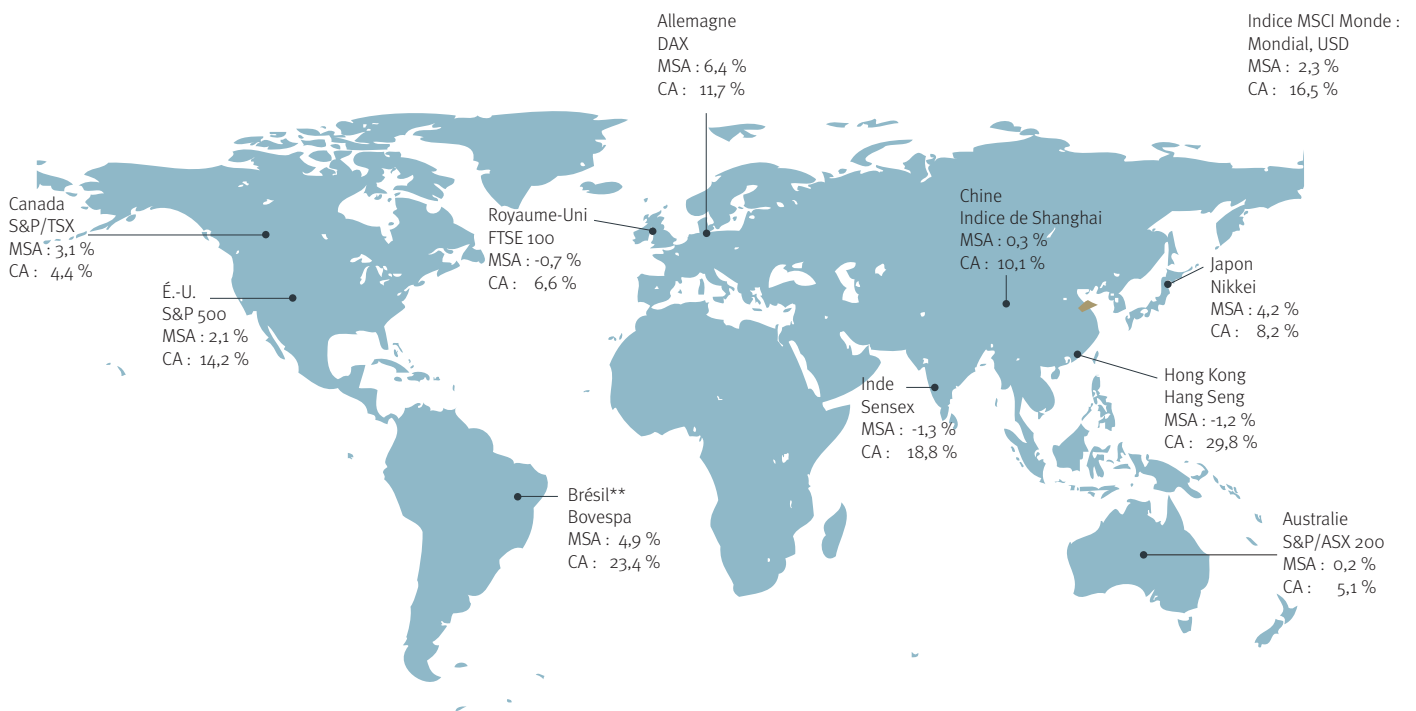 Allemagne
DAX
MSA : 6,4 %
CA : 11,7 %
Indice MSCI Monde :
Mondial, USD
MSA : 2,3 %
CA : 16,5 %
Canada
S&P/TSX
MSA : 3,1 %
CA : 4,4 %
Royaume-Uni
FTSE 100
MSA : -0,7 %
CA : 6,6 %
Chine
Indice de Shanghai
MSA : 0,3 %
CA : 10,1 %
É.-U.
S&P 500
MSA : 2,1 %
CA : 14,2 %
Japon
Nikkei
MSA : 4,2 %
CA : 8,2 %
Inde
Sensex
MSA : -1,3 %
CA : 18,8 %
Hong Kong
Hang Seng
MSA : -1,2 %
CA : 29,8 %
Brésil**
Bovespa
MSA : 4,9 %
CA : 23,4 %
Australie
S&P/ASX 200
MSA : 0,2 %
CA : 5,1 %